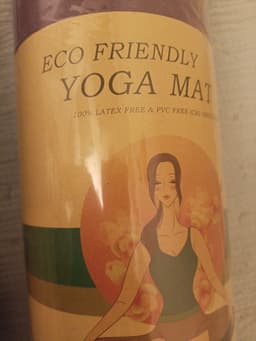 ECO FRIENDLY
YOGA MAT
100% LATEX FREE & PVC FREE